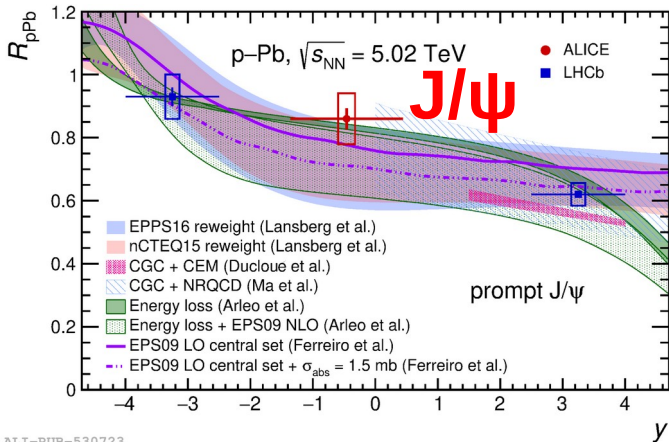 R_pPb
1.2
1
0.8
0.6
0.4
0.2
0
p–Pb, √s_NN = 5.02 TeV
ALICE
LHCb
J/ψ
EPPS16 reweight (Lansberg et al.)
nCTEQ15 reweight (Lansberg et al.)
CGC + CEM (Ducloue et al.)
CGC + NRQCD (Ma et al.)
Energy loss (Arleo et al.)
Energy loss + EPS09 NLO (Arleo et al.)
EPS09 LO central set (Ferreiro et al.)
EPS09 LO central set + σ_abs = 1.5 mb (Ferreiro et al.)
prompt J/ψ
−4 −3 −2 −1 0 1 2 3 4
y
ALI-PUB-530723